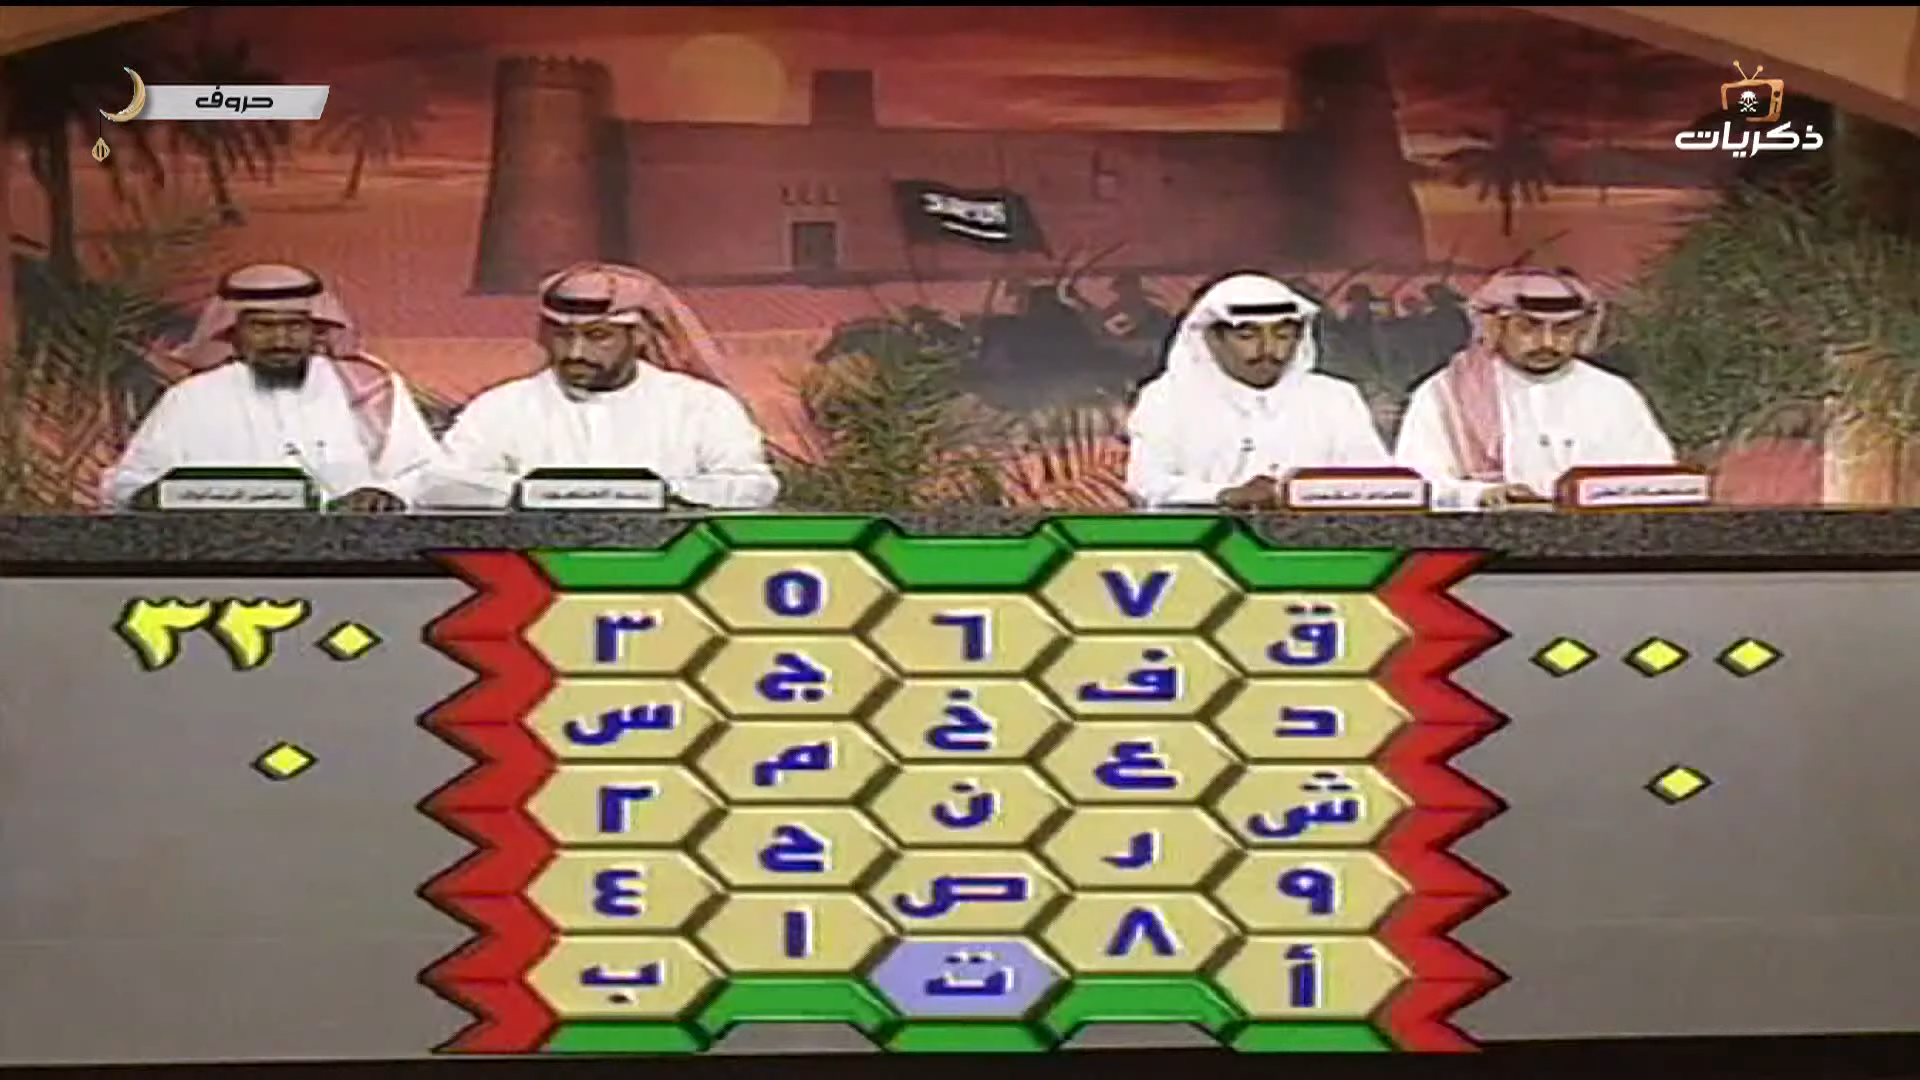 حروف
ذكريات
٣٣٠
٠
٠٠٠
٠
٥
٧
٣
٦
ق
ج
ف
س
خ
د
م
ع
٢
ن
ش
ح
ر
٤
ص
٩
١
٨
ب
ت
أ